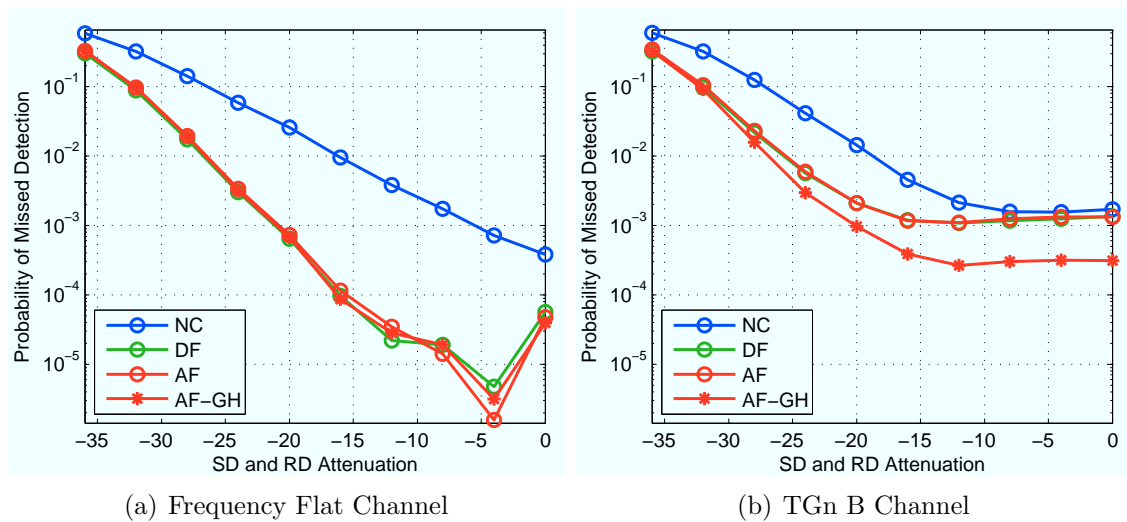 10⁻¹
10⁻²
10⁻³
10⁻⁴
10⁻⁵
Probability of Missed Detection
NC
DF
AF
AF−GH
−35 −30 −25 −20 −15 −10 −5 0
SD and RD Attenuation
(a) Frequency Flat Channel
10⁻¹
10⁻²
10⁻³
10⁻⁴
10⁻⁵
Probability of Missed Detection
NC
DF
AF
AF−GH
−35 −30 −25 −20 −15 −10 −5 0
SD and RD Attenuation
(b) TGn B Channel